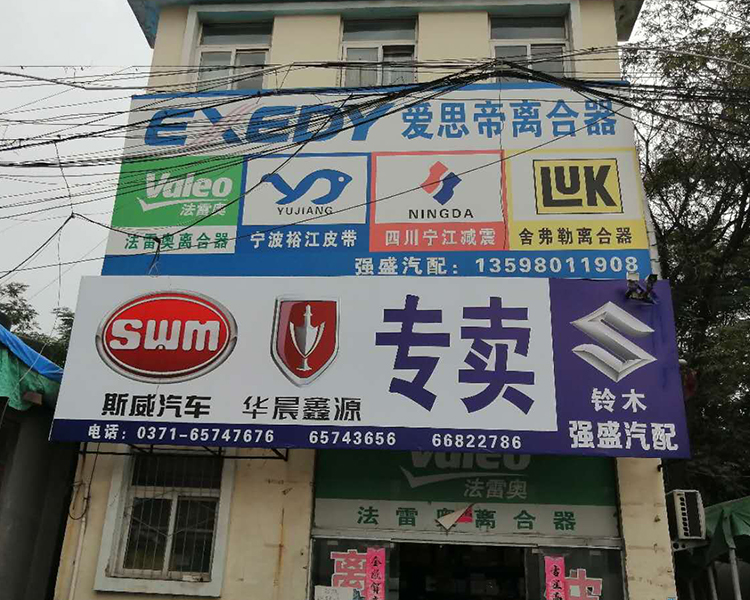 EXEDY 爱思帝离合器
Valeo
法雷奥
法雷奥离合器
YUJIANG
宁波裕江皮带
NINGDA
四川宁江减震
LUK
舍弗勒离合器
强盛汽配：13598011908
SWM
斯威汽车
华晨鑫源
专卖
铃木
强盛汽配
电话：0371-65747676 65743656 66822786
Valeo
法雷奥
法雷奥离合器
离